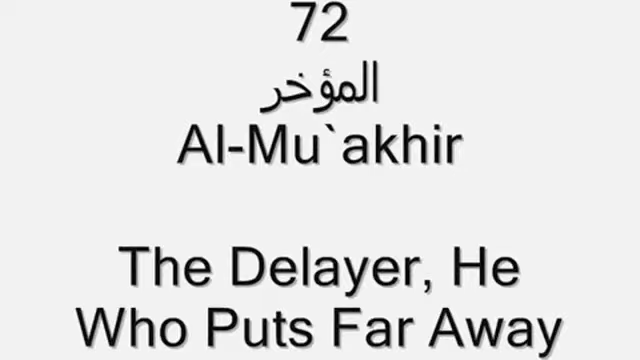 72
المؤخر
Al-Mu`akhir
The Delayer, He
Who Puts Far Away